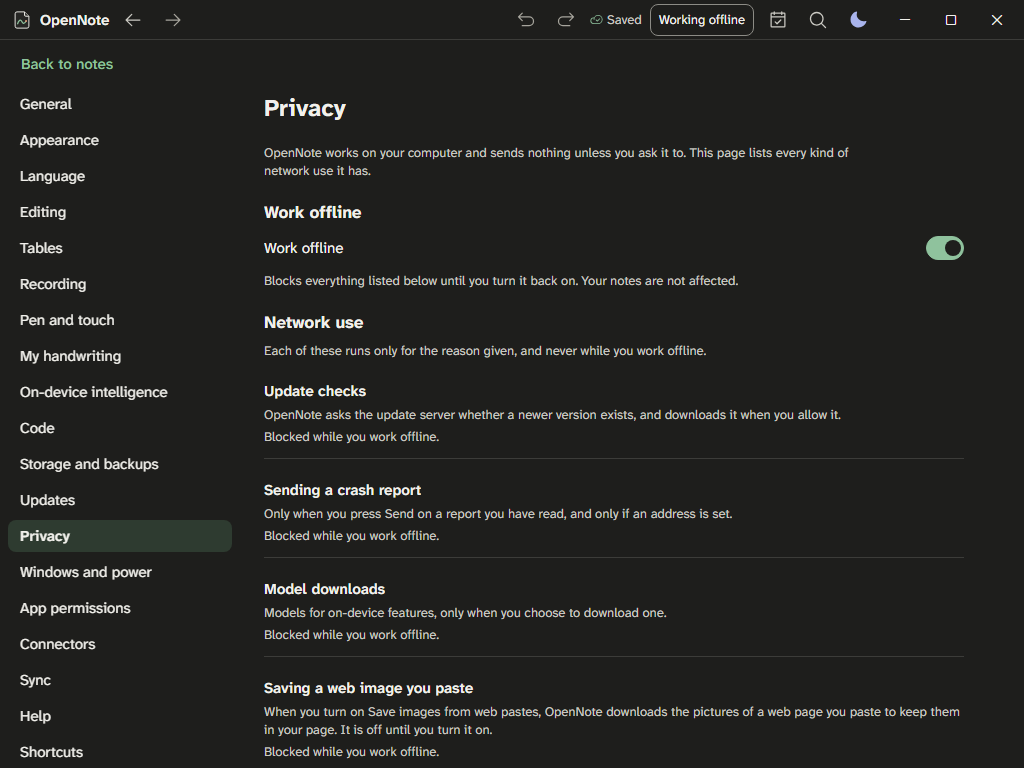 OpenNote
Saved
Working offline
Back to notes
General
Appearance
Language
Editing
Tables
Recording
Pen and touch
My handwriting
On-device intelligence
Code
Storage and backups
Updates
Privacy
Windows and power
App permissions
Connectors
Sync
Help
Shortcuts
Privacy
OpenNote works on your computer and sends nothing unless you ask it to. This page lists every kind of
network use it has.
Work offline
Work offline
Blocks everything listed below until you turn it back on. Your notes are not affected.
Network use
Each of these runs only for the reason given, and never while you work offline.
Update checks
OpenNote asks the update server whether a newer version exists, and downloads it when you allow it.
Blocked while you work offline.
Sending a crash report
Only when you press Send on a report you have read, and only if an address is set.
Blocked while you work offline.
Model downloads
Models for on-device features, only when you choose to download one.
Blocked while you work offline.
Saving a web image you paste
When you turn on Save images from web pastes, OpenNote downloads the pictures of a web page you paste to keep them
in your page. It is off until you turn it on.
Blocked while you work offline.